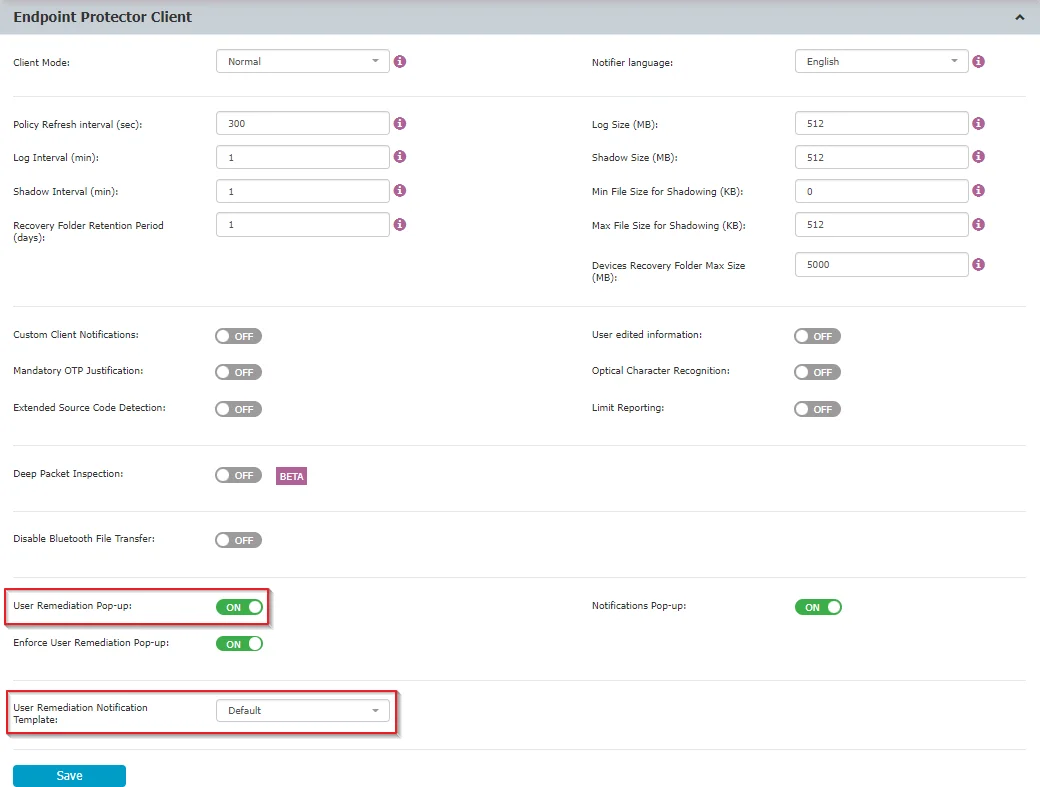 Endpoint Protector Client
Client Mode: Normal
Notifier language: English
Policy Refresh interval (sec): 300
Log Size (MB): 512
Log Interval (min): 1
Shadow Size (MB): 512
Shadow Interval (min): 1
Min File Size for Shadowing (KB): 0
Recovery Folder Retention Period
(days): 1
Max File Size for Shadowing (KB): 512
Devices Recovery Folder Max Size
(MB): 5000
Custom Client Notifications: OFF
User edited information: OFF
Mandatory OTP Justification: OFF
Optical Character Recognition: OFF
Extended Source Code Detection: OFF
Limit Reporting: OFF
Deep Packet Inspection: OFF BETA
Disable Bluetooth File Transfer: OFF
User Remediation Pop-up: ON
Notifications Pop-up: ON
Enforce User Remediation Pop-up: ON
User Remediation Notification
Template: Default
Save